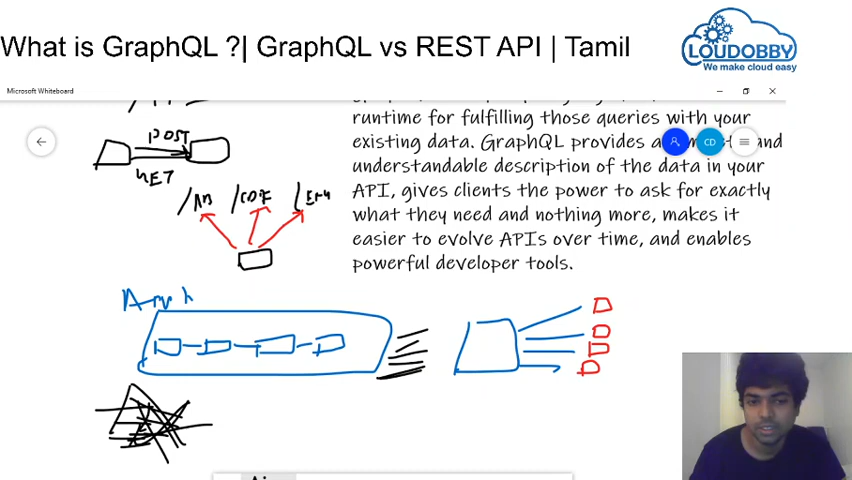 What is GraphQL ?| GraphQL vs REST API | Tamil
LOUDOBBY
We make cloud easy
Microsoft Whiteboard
runtime for fulfilling those queries with your
existing data. GraphQL provides a and
understandable description of the data in your
API, gives clients the power to ask for exactly
what they need and nothing more, makes it
easier to evolve APIs over time, and enables
powerful developer tools.
CD
POST
GET